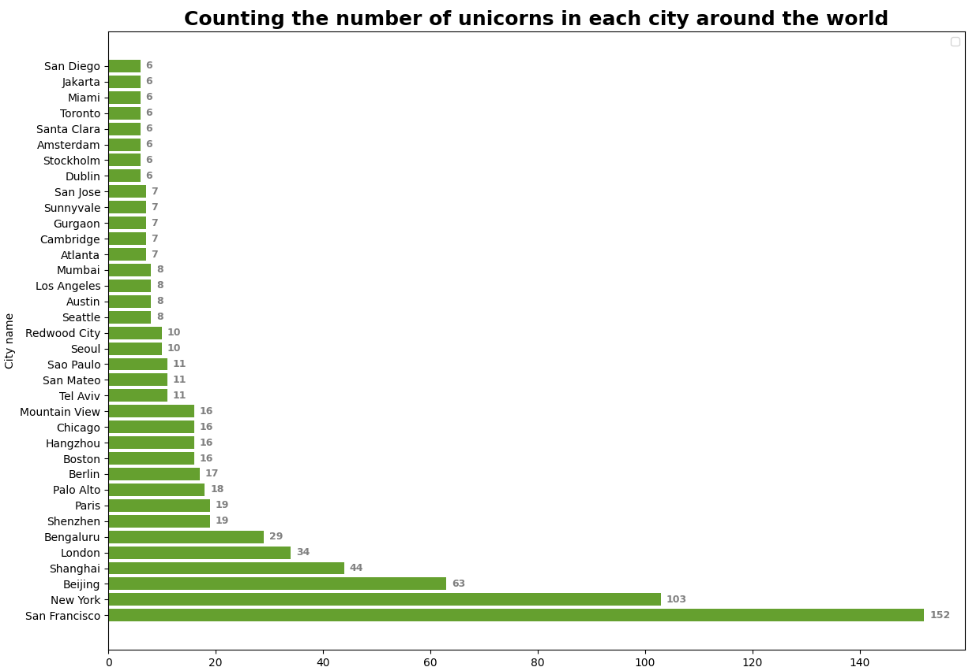 Counting the number of unicorns in each city around the world
San Diego 6
Jakarta 6
Miami 6
Toronto 6
Santa Clara 6
Amsterdam 6
Stockholm 6
Dublin 6
San Jose 7
Sunnyvale 7
Gurgaon 7
Cambridge 7
Atlanta 7
Mumbai 8
Los Angeles 8
Austin 8
Seattle 8
Redwood City 10
Seoul 10
Sao Paulo 11
San Mateo 11
Tel Aviv 11
Mountain View 16
Chicago 16
Hangzhou 16
Boston 16
Berlin 17
Palo Alto 18
Paris 19
Shenzhen 19
Bengaluru 29
London 34
Shanghai 44
Beijing 63
New York 103
San Francisco 152
0 20 40 60 80 100 120 140
City name